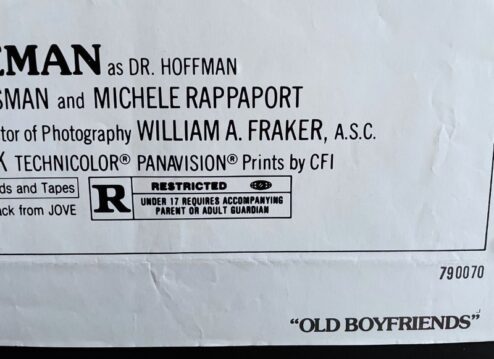 EMAN as DR. HOFFMAN
SMAN and MICHELE RAPPAPORT
tor of Photography WILLIAM A. FRAKER, A.S.C.
K TECHNICOLOR® PANAVISION® Prints by CFI
ds and Tapes
ack from JOVE
R RESTRICTED
UNDER 17 REQUIRES ACCOMPANYING
PARENT OR ADULT GUARDIAN
790070
"OLD BOYFRIENDS"